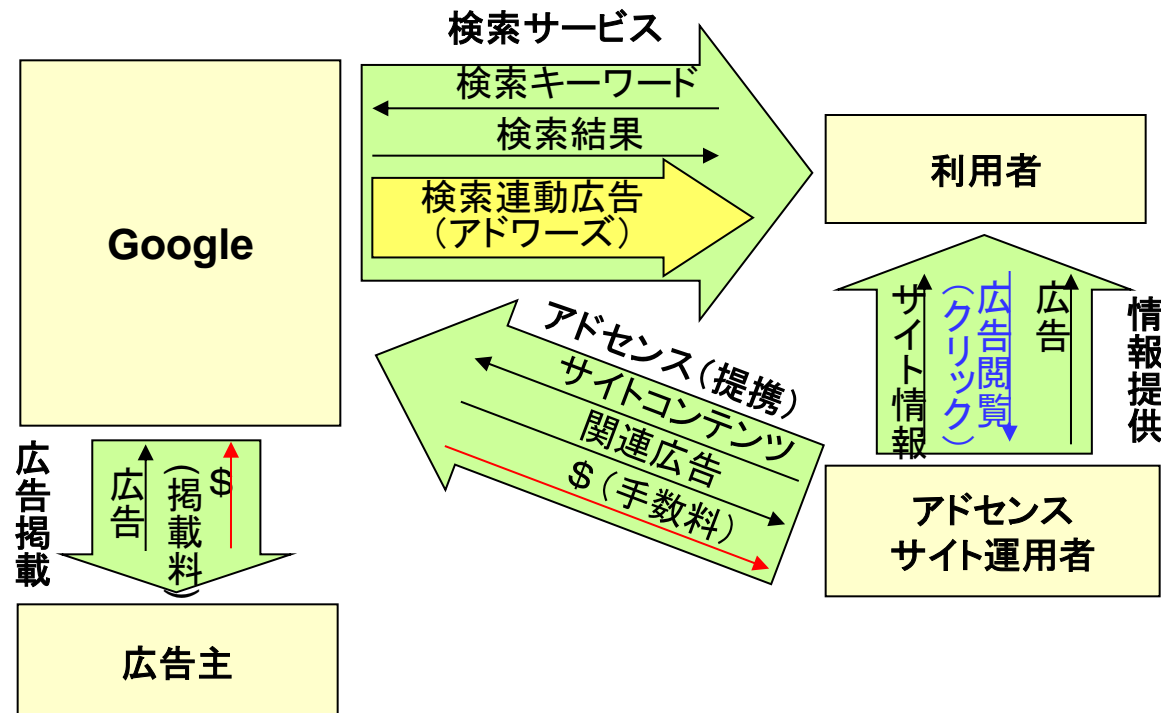 検索サービス
検索キーワード
検索結果
検索連動広告
(アドワーズ)
Google
利用者
アドセンス(提携)
サイトコンテンツ
関連広告
$(手数料)
サイト情報
広告閲覧
(クリック)
広告
情報提供
広告掲載
広告
$
(掲載料)
アドセンス
サイト運用者
広告主